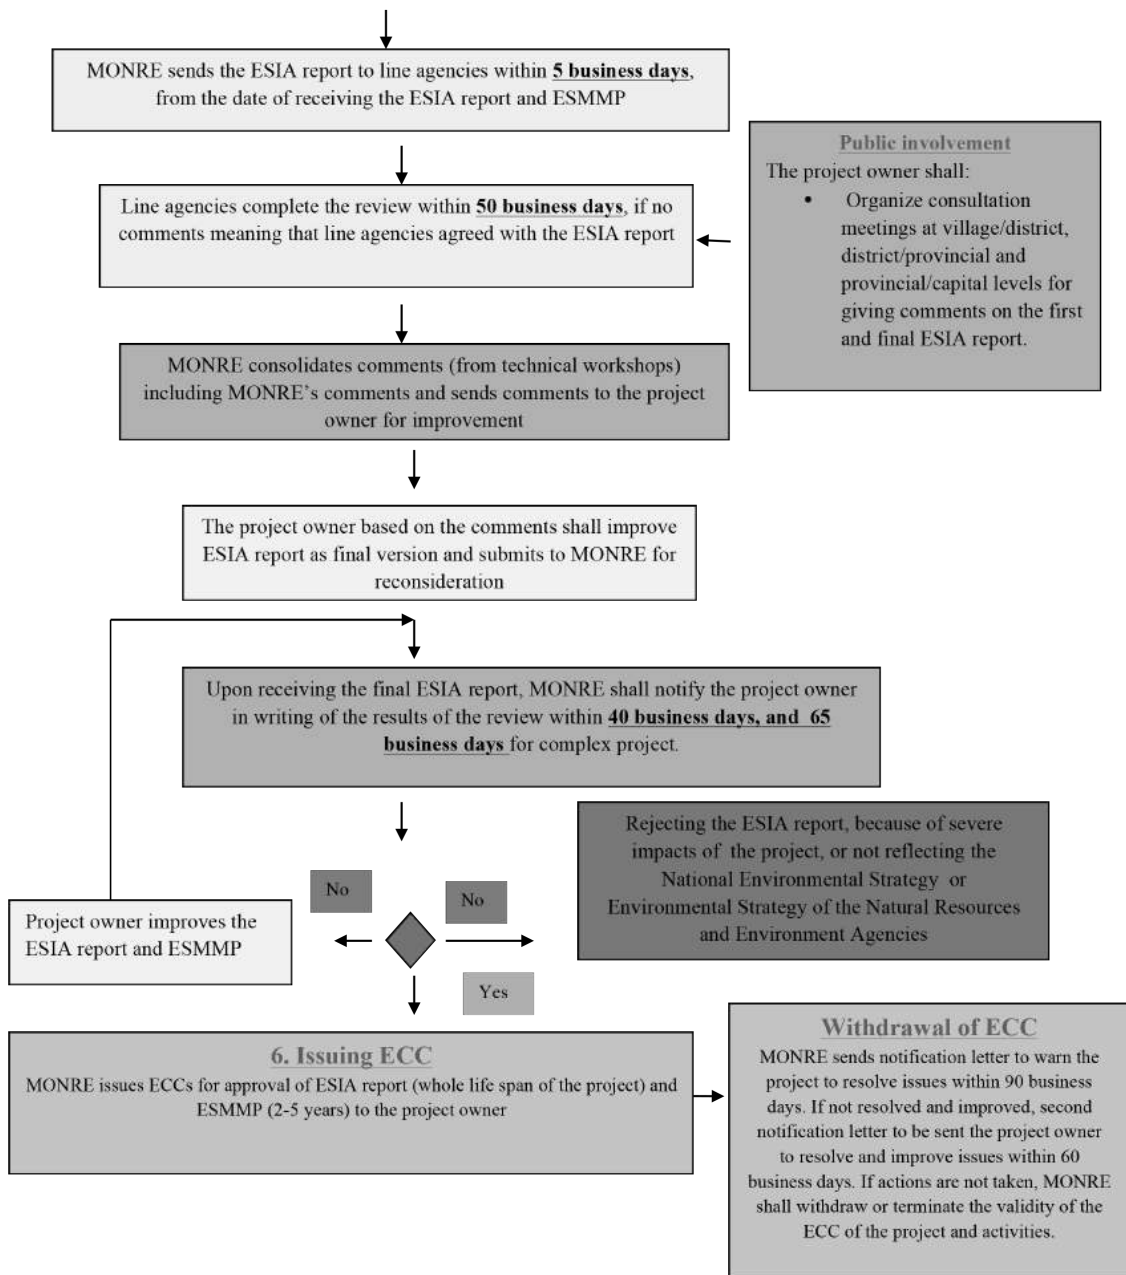 MONRE sends the ESIA report to line agencies within 5 business days,
from the date of receiving the ESIA report and ESMMP
Public involvement
The project owner shall:
• Organize consultation
meetings at village/district,
district/provincial and
provincial/capital levels for
giving comments on the first
and final ESIA report.
Line agencies complete the review within 50 business days, if no
comments meaning that line agencies agreed with the ESIA report
MONRE consolidates comments (from technical workshops)
including MONRE’s comments and sends comments to the project
owner for improvement
The project owner based on the comments shall improve
ESIA report as final version and submits to MONRE for
reconsideration
Upon receiving the final ESIA report, MONRE shall notify the project owner
in writing of the results of the review within 40 business days, and 65
business days for complex project.
Rejecting the ESIA report, because of severe
impacts of the project, or not reflecting the
National Environmental Strategy or
Environmental Strategy of the Natural Resources
and Environment Agencies
No
No
Project owner improves the
ESIA report and ESMMP
Yes
6. Issuing ECC
MONRE issues ECCs for approval of ESIA report (whole life span of the project) and
ESMMP (2-5 years) to the project owner
Withdrawal of ECC
MONRE sends notification letter to warn the
project to resolve issues within 90 business
days. If not resolved and improved, second
notification letter to be sent the project owner
to resolve and improve issues within 60
business days. If actions are not taken, MONRE
shall withdraw or terminate the validity of the
ECC of the project and activities.